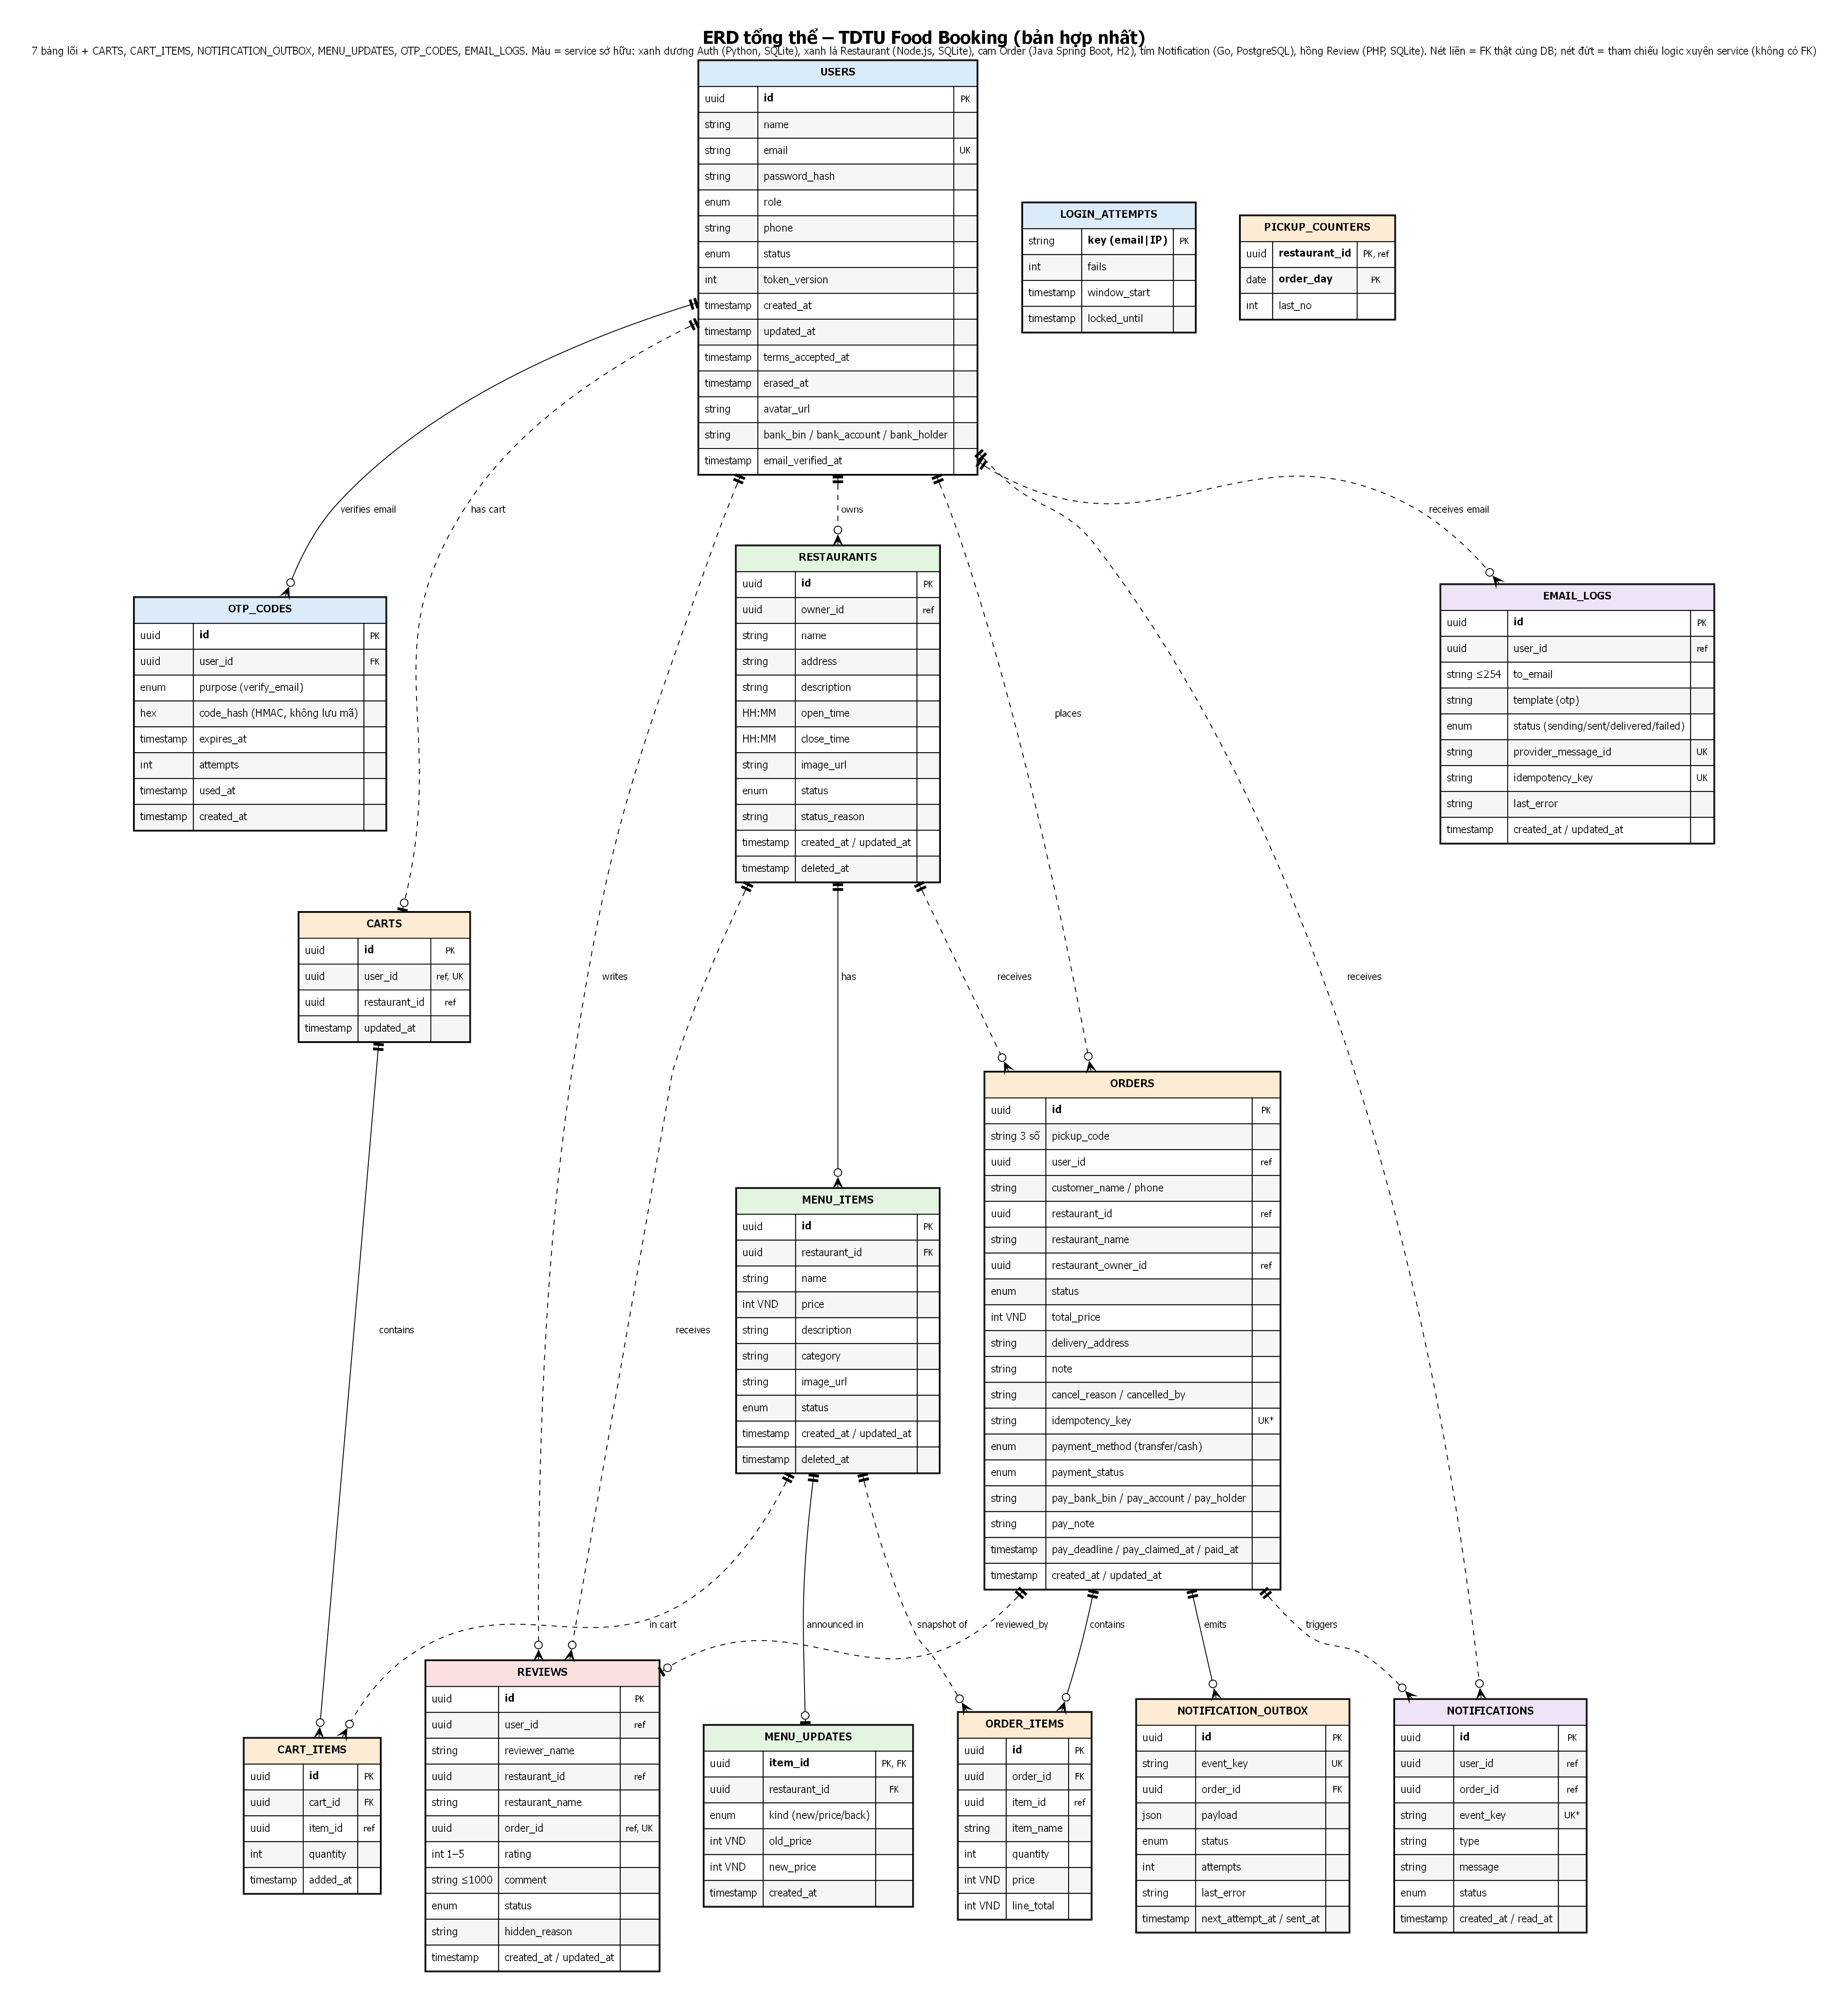 ERD tổng thể – TDTU Food Booking (bản hợp nhất)
7 bảng lõi + CARTS, CART_ITEMS, NOTIFICATION_OUTBOX, MENU_UPDATES, OTP_CODES, EMAIL_LOGS. Màu = service sở hữu: xanh dương Auth (Python, SQLite), xanh lá Restaurant (Node.js, SQLite), cam Order (Java Spring Boot, H2), tím Notification (Go, PostgreSQL), hồng Review (PHP, SQLite). Nét liền = FK thật cùng DB; nét đứt = tham chiếu logic xuyên service (không có FK)
USERS
uuid id PK
string name
string email UK
string password_hash
enum role
string phone
enum status
int token_version
timestamp created_at
timestamp updated_at
timestamp terms_accepted_at
timestamp erased_at
string avatar_url
string bank_bin / bank_account / bank_holder
timestamp email_verified_at
LOGIN_ATTEMPTS
string key (email|IP) PK
int fails
timestamp window_start
timestamp locked_until
PICKUP_COUNTERS
uuid restaurant_id PK, ref
date order_day PK
int last_no
verifies email
has cart
owns
receives email
OTP_CODES
uuid id PK
uuid user_id FK
enum purpose (verify_email)
hex code_hash (HMAC, không lưu mã)
timestamp expires_at
int attempts
timestamp used_at
timestamp created_at
RESTAURANTS
uuid id PK
uuid owner_id ref
string name
string address
string description
HH:MM open_time
HH:MM close_time
string image_url
enum status
string status_reason
timestamp created_at / updated_at
timestamp deleted_at
places
EMAIL_LOGS
uuid id PK
uuid user_id ref
string ≤254 to_email
string template (otp)
enum status (sending/sent/delivered/failed)
string provider_message_id UK
string idempotency_key UK
string last_error
timestamp created_at / updated_at
CARTS
uuid id PK
uuid user_id ref, UK
uuid restaurant_id ref
timestamp updated_at
writes
has
receives
receives
ORDERS
uuid id PK
string 3 số pickup_code
uuid user_id ref
string customer_name / phone
uuid restaurant_id ref
string restaurant_name
uuid restaurant_owner_id ref
enum status
int VND total_price
string delivery_address
string note
string cancel_reason / cancelled_by
string idempotency_key UK*
enum payment_method (transfer/cash)
enum payment_status
string pay_bank_bin / pay_account / pay_holder
string pay_note
timestamp pay_deadline / pay_claimed_at / paid_at
timestamp created_at / updated_at
MENU_ITEMS
uuid id PK
uuid restaurant_id FK
string name
int VND price
string description
string category
string image_url
enum status
timestamp created_at / updated_at
timestamp deleted_at
contains
receives
in cart
announced in
snapshot of
reviewed_by
contains
emits
triggers
CART_ITEMS
uuid id PK
uuid cart_id FK
uuid item_id ref
int quantity
timestamp added_at
REVIEWS
uuid id PK
uuid user_id ref
string reviewer_name
uuid restaurant_id ref
string restaurant_name
uuid order_id ref, UK
int 1–5 rating
string ≤1000 comment
enum status
string hidden_reason
timestamp created_at / updated_at
MENU_UPDATES
uuid item_id PK, FK
uuid restaurant_id FK
enum kind (new/price/back)
int VND old_price
int VND new_price
timestamp created_at
ORDER_ITEMS
uuid id PK
uuid order_id FK
uuid item_id ref
string item_name
int quantity
int VND price
int VND line_total
NOTIFICATION_OUTBOX
uuid id PK
string event_key UK
uuid order_id FK
json payload
enum status
int attempts
string last_error
timestamp next_attempt_at / sent_at
NOTIFICATIONS
uuid id PK
uuid user_id ref
uuid order_id ref
string event_key UK*
string type
string message
enum status
timestamp created_at / read_at